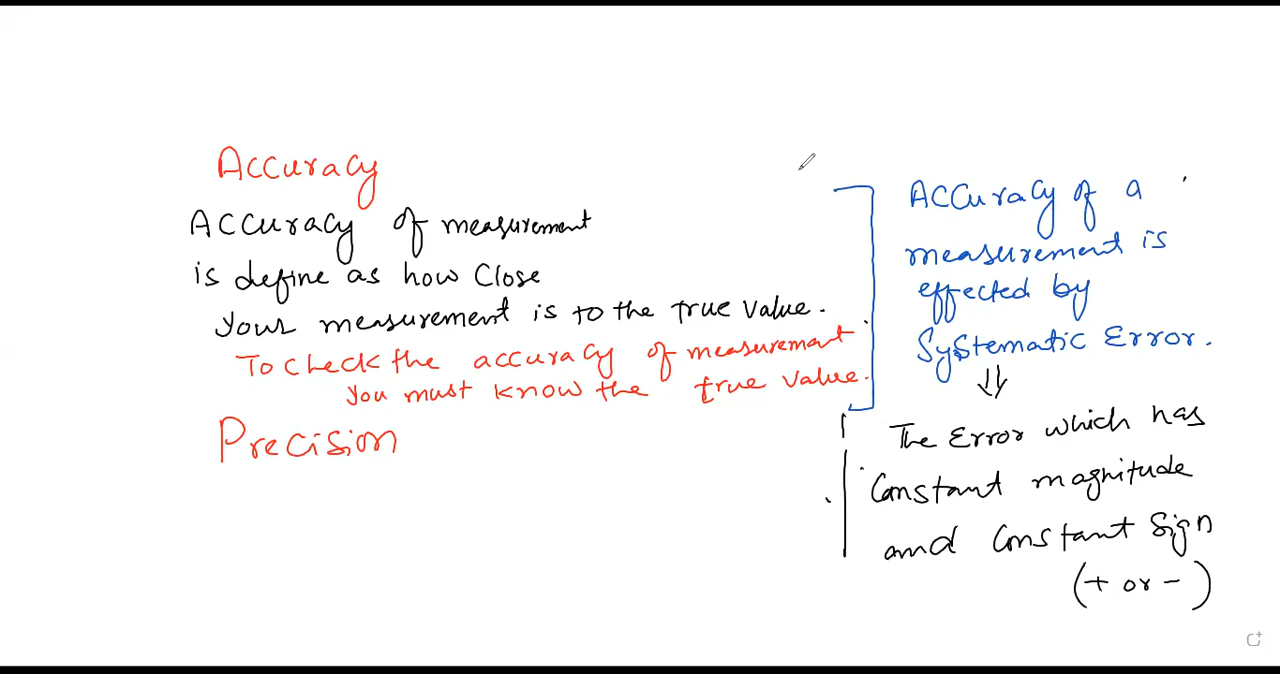 Accuracy
Accuracy of measurement
is define as how close
your measurement is to the true value.
To check the accuracy of measurement
you must know the true value.
Precision
Accuracy of a
measurement is
effected by
Systematic Error.
The Error which has
Constant magnitude
and Constant Sign
(+ or -)